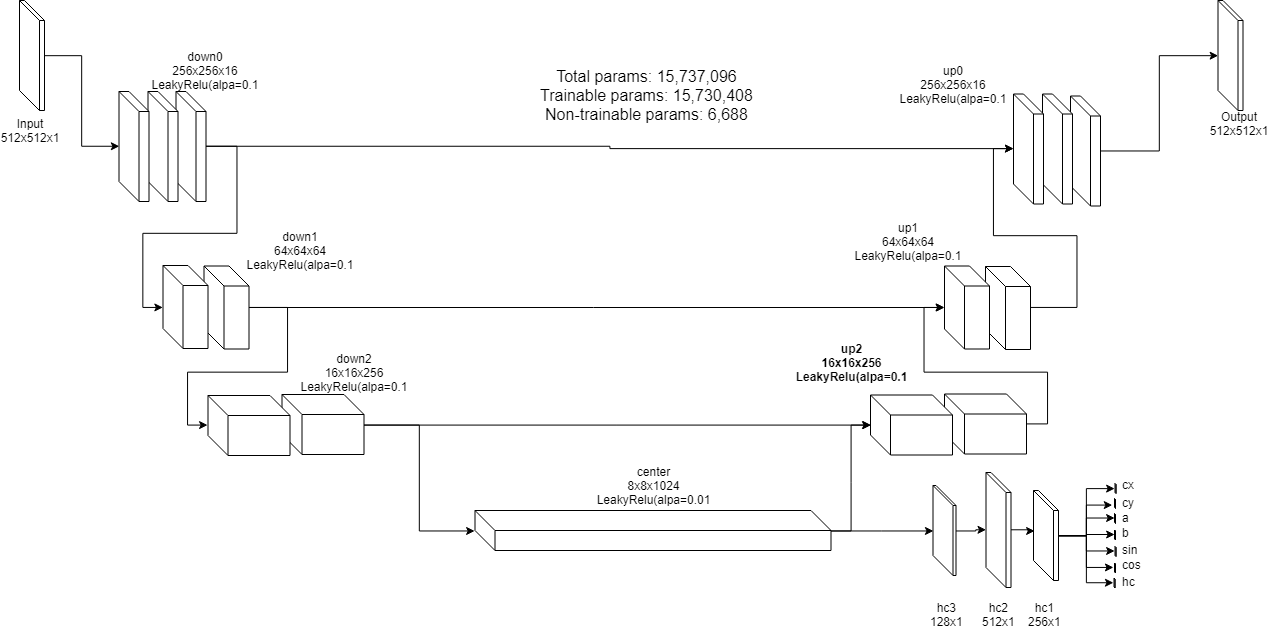 down0
256x256x16
LeakyRelu(alpa=0.1
Total params: 15,737,096
Trainable params: 15,730,408
Non-trainable params: 6,688
up0
256x256x16
LeakyRelu(alpa=0.1
Input
512x512x1
Output
512x512x1
down1
64x64x64
LeakyRelu(alpa=0.1
up1
64x64x64
LeakyRelu(alpa=0.1
down2
16x16x256
LeakyRelu(alpa=0.1
up2
16x16x256
LeakyRelu(alpa=0.1
center
8x8x1024
LeakyRelu(alpa=0.01
cx
cy
a
b
sin
cos
hc
hc3
128x1
hc2
512x1
hc1
256x1